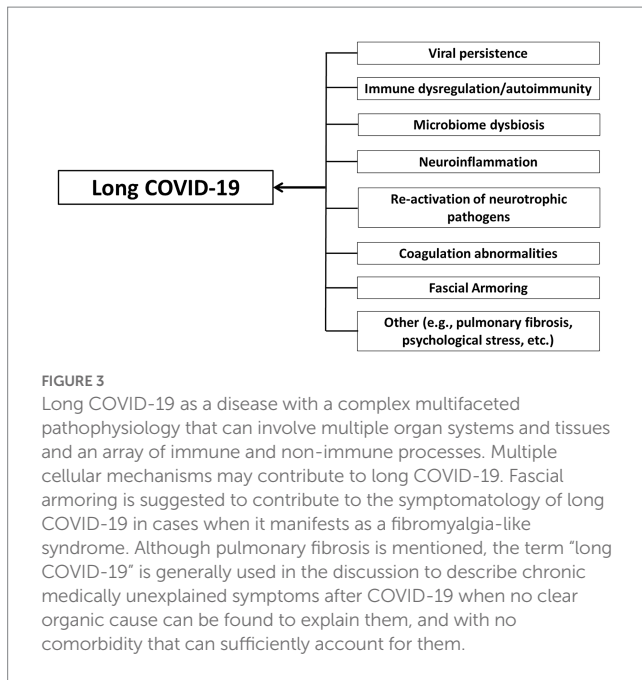 Viral persistence
Immune dysregulation/autoimmunity
Microbiome dysbiosis
Neuroinflammation
Long COVID-19
Re-activation of neurotrophic
pathogens
Coagulation abnormalities
Fascial Armoring
Other (e.g., pulmonary fibrosis,
psychological stress, etc.)
FIGURE 3
Long COVID-19 as a disease with a complex multifaceted
pathophysiology that can involve multiple organ systems and tissues
and an array of immune and non-immune processes. Multiple
cellular mechanisms may contribute to long COVID-19. Fascial
armoring is suggested to contribute to the symptomatology of long
COVID-19 in cases when it manifests as a fibromyalgia-like
syndrome. Although pulmonary fibrosis is mentioned, the term “long
COVID-19” is generally used in the discussion to describe chronic
medically unexplained symptoms after COVID-19 when no clear
organic cause can be found to explain them, and with no
comorbidity that can sufficiently account for them.